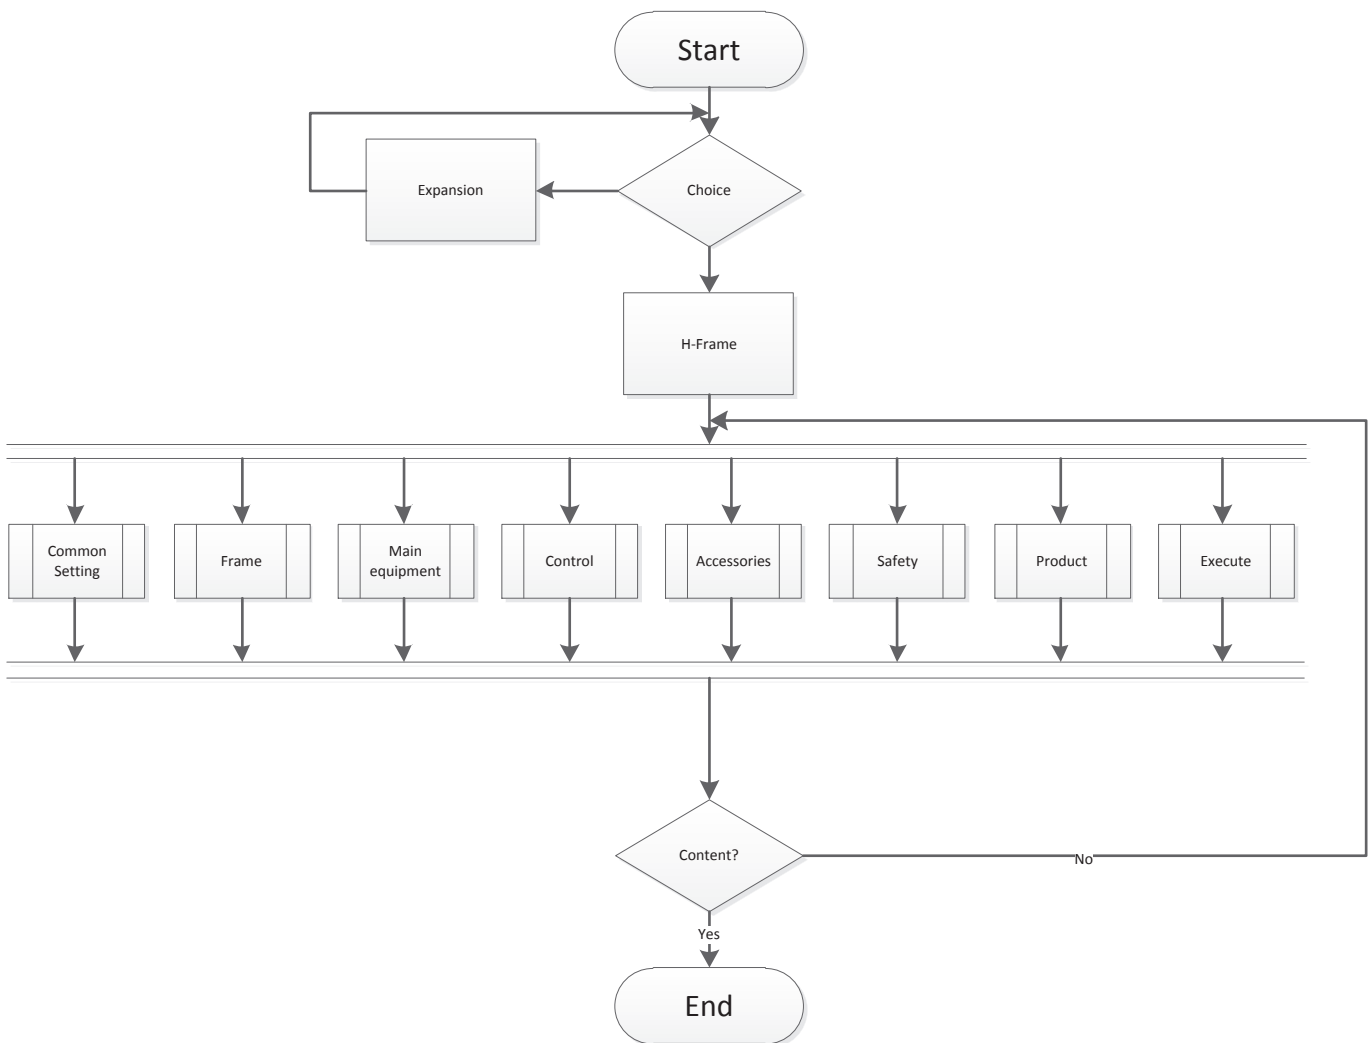 Start
Expansion
Choice
H-Frame
Common
Setting
Frame
Main
equipment
Control
Accessories
Safety
Product
Execute
Content?
No
Yes
End